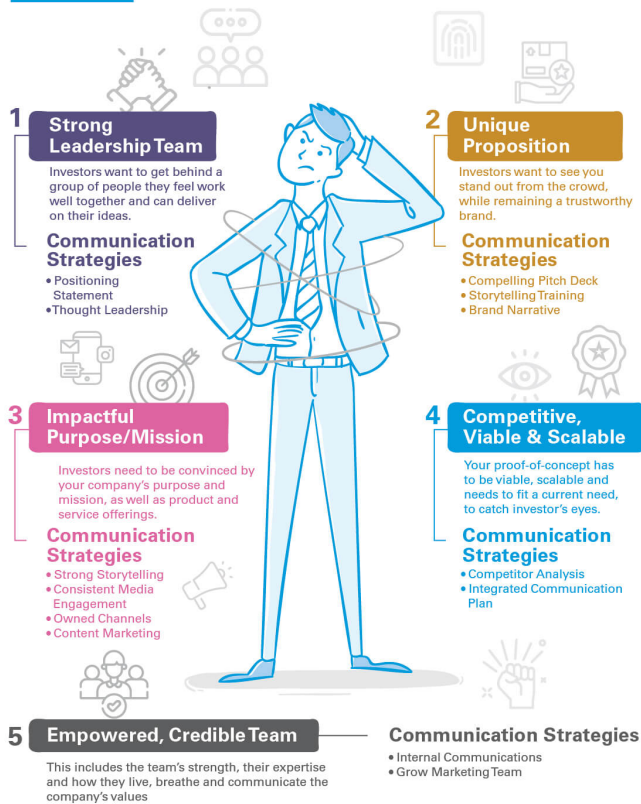 1
Strong
Leadership Team
Investors want to get behind a
group of people they feel work
well together and can deliver
on their ideas.
Communication
Strategies
• Positioning
Statement
•Thought Leadership
2
Unique
Proposition
Investors want to see you
stand out from the crowd,
while remaining a trustworthy
brand.
Communication
Strategies
• Compelling Pitch Deck
• Storytelling Training
• Brand Narrative
3
Impactful
Purpose/Mission
Investors need to be convinced by
your company's purpose and
mission, as well as product and
service offerings.
Communication
Strategies
• Strong Storytelling
• Consistent Media
Engagement
• Owned Channels
• Content Marketing
4
Competitive,
Viable & Scalable
Your proof-of-concept has
to be viable, scalable and
needs to fit a current need,
to catch investor's eyes.
Communication
Strategies
• Competitor Analysis
• Integrated Communication
Plan
5
Empowered, Credible Team
This includes the team's strength, their expertise
and how they live, breathe and communicate the
company's values
Communication Strategies
• Internal Communications
• Grow Marketing Team